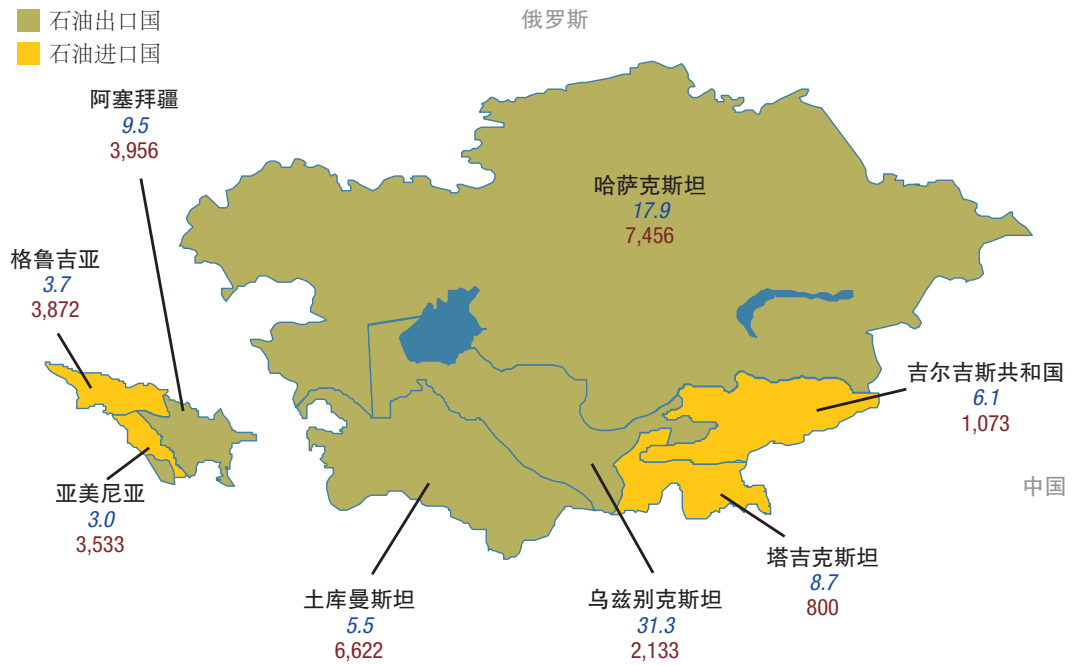 石油出口国
石油进口国
俄罗斯
阿塞拜疆
9.5
3,956
哈萨克斯坦
17.9
7,456
格鲁吉亚
3.7
3,872
吉尔吉斯共和国
6.1
1,073
亚美尼亚
3.0
3,533
中国
塔吉克斯坦
8.7
800
土库曼斯坦
5.5
6,622
乌兹别克斯坦
31.3
2,133